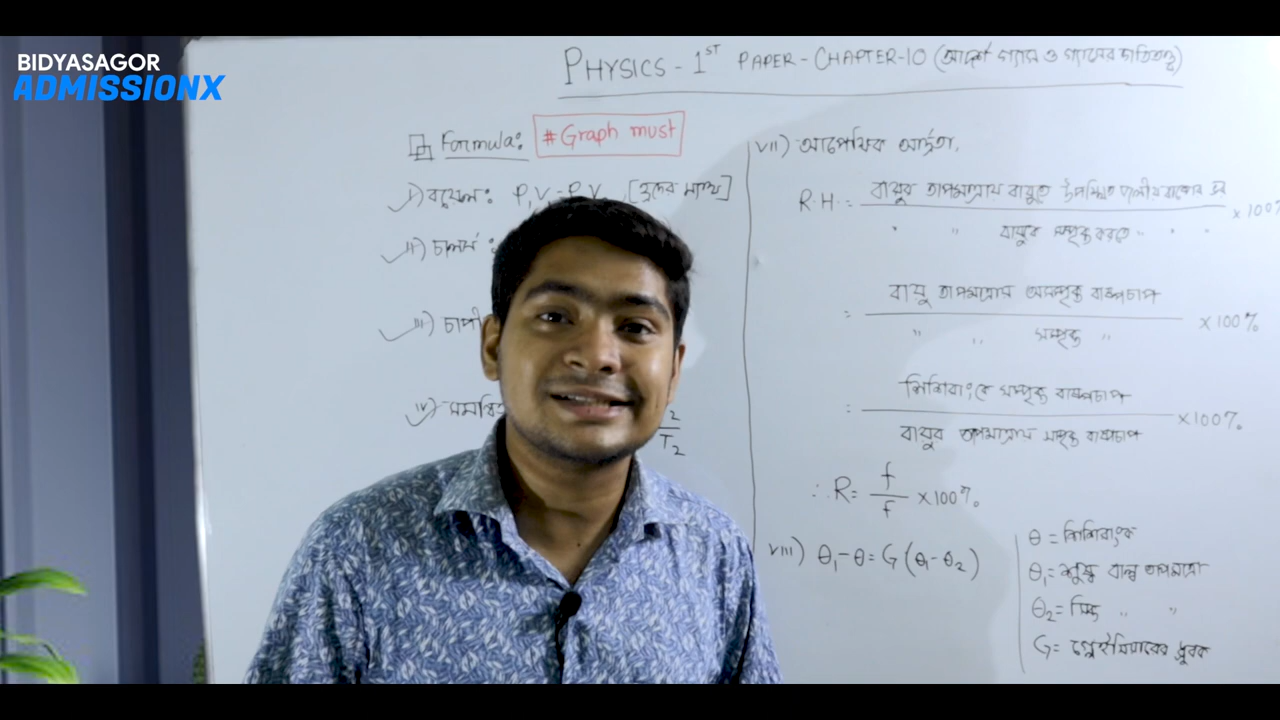 BIDYASAGOR
ADMISSIONX
PHYSICS - 1ST PAPER - CHAPTER-10 (আদর্শ গ্যাস ও গ্যাসের গতিতত্ত্ব)
Formula: # Graph must
i) বয়েল: P₁V₁=P₂V₂
ii) চার্লস :
iii) চাপী
iv) সমন্বিত
2
T₂
vii) আপেক্ষিক আর্দ্রতা,
R.H. = বায়ুর তাপমাত্রায় বায়ুতে উপস্থিত জলীয় বাষ্পের ভর × 100%
" " বায়ুকে সম্পৃক্ত করতে " " "
= বায়ু তাপমাত্রায় অসম্পৃক্ত বাষ্পচাপ × 100%
" " সম্পৃক্ত "
= শিশিরাংকে সম্পৃক্ত বাষ্পচাপ × 100%
বায়ুর তাপমাত্রায় সম্পৃক্ত বাষ্পচাপ
∴ R = f/f × 100%
viii) θ₁ - θ = G (θ₁ - θ₂)
θ = শিশিরাংক
θ₁ = শুষ্ক বাল্ব তাপমাত্রা
θ₂ = সিক্ত " "
G = গ্লেইসিয়ারের ধ্রুবক